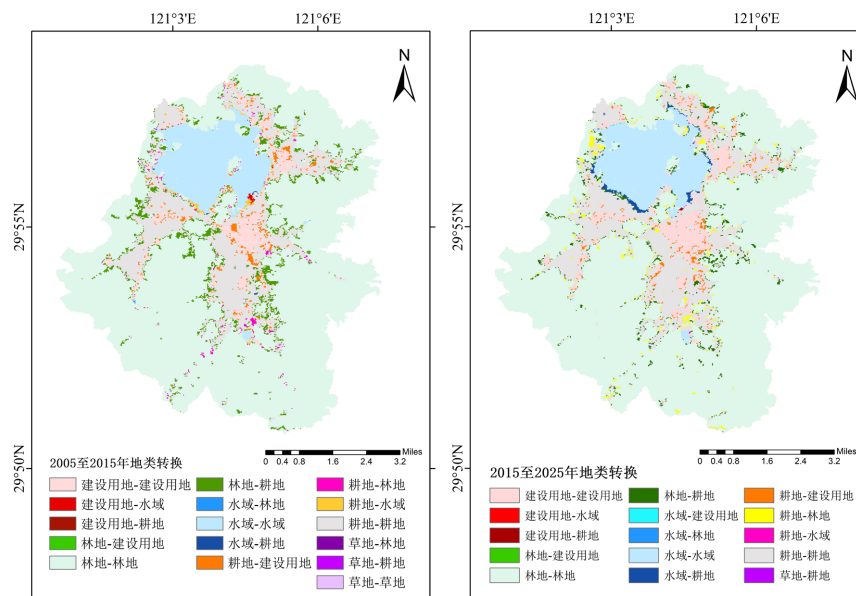 121°3'E 121°6'E
N
29°55'N
29°50'N
0 0.4 0.8 1.6 2.4 3.2 Miles
2005至2015年地类转换
建设用地-建设用地
建设用地-水域
建设用地-耕地
林地-建设用地
林地-林地
林地-耕地
水域-林地
水域-水域
水域-耕地
耕地-建设用地
耕地-林地
耕地-水域
耕地-耕地
草地-林地
草地-耕地
草地-草地
121°3'E 121°6'E
N
29°55'N
29°50'N
0 0.4 0.8 1.6 2.4 3.2 Miles
2015至2025年地类转换
建设用地-建设用地
建设用地-水域
建设用地-耕地
林地-建设用地
林地-林地
林地-耕地
水域-建设用地
水域-林地
水域-水域
水域-耕地
耕地-建设用地
耕地-林地
耕地-水域
耕地-耕地
草地-耕地